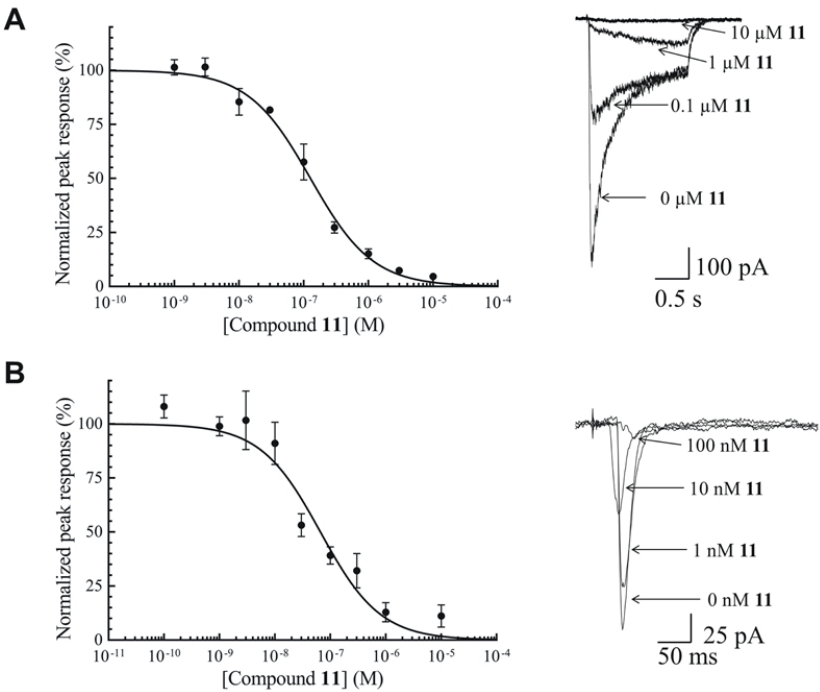 A
Normalized peak response (%)
100
75
50
25
0
10⁻¹⁰ 10⁻⁹ 10⁻⁸ 10⁻⁷ 10⁻⁶ 10⁻⁵ 10⁻⁴
[Compound 11] (M)
10 µM 11
1 µM 11
0.1 µM 11
0 µM 11
100 pA
0.5 s
B
Normalized peak response (%)
100
75
50
25
0
10⁻¹¹ 10⁻¹⁰ 10⁻⁹ 10⁻⁸ 10⁻⁷ 10⁻⁶ 10⁻⁵ 10⁻⁴
[Compound 11] (M)
100 nM 11
10 nM 11
1 nM 11
0 nM 11
25 pA
50 ms